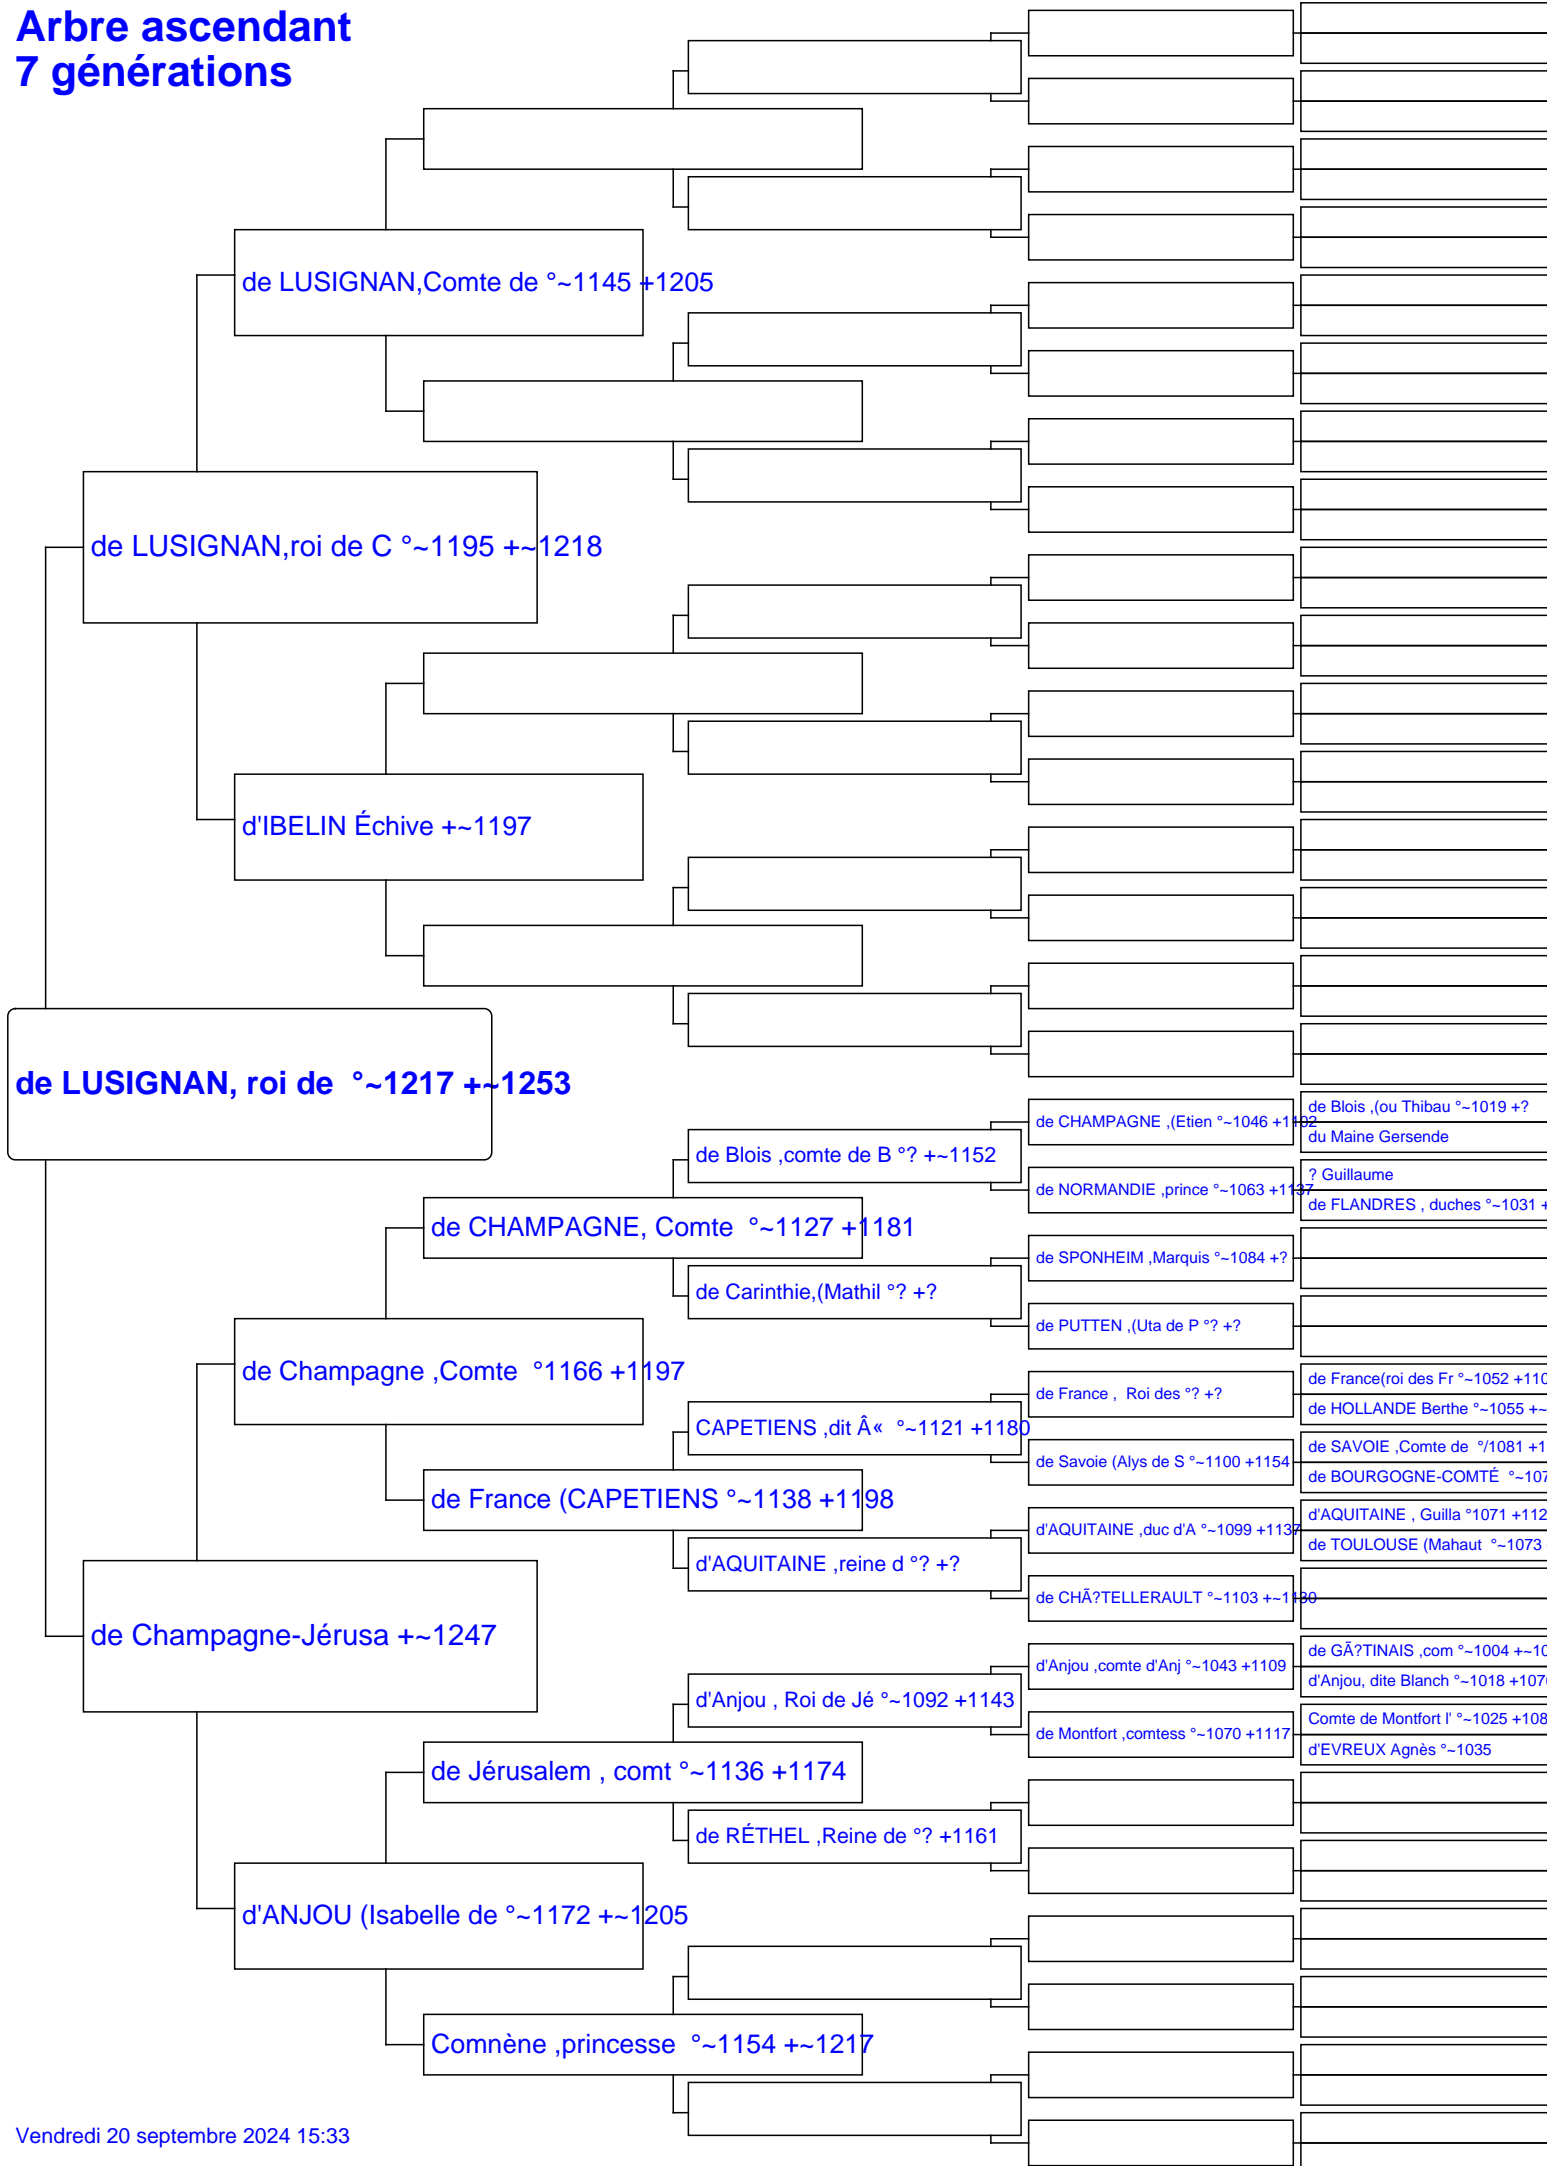 Arbre ascendant
7 générations
de LUSIGNAN,Comte de °~1145 +1205
de LUSIGNAN,roi de C °~1195 +~1218
d'IBELIN Échive +~1197
de LUSIGNAN, roi de  °~1217 +~1253
de Blois ,(ou Thibau °~1019 +?
de CHAMPAGNE ,(Etien °~1046 +1102
du Maine Gersende
de Blois ,comte de B °? +~1152
? Guillaume
de NORMANDIE ,prince °~1063 +1137
de FLANDRES , duches °~1031 +
de CHAMPAGNE, Comte  °~1127 +1181
de SPONHEIM ,Marquis °~1084 +?
de Carinthie,(Mathil °? +?
de PUTTEN ,(Uta de P °? +?
de Champagne ,Comte  °1166 +1197
de France(roi des Fr °~1052 +110
de France ,  Roi des °? +?
de HOLLANDE Berthe °~1055 +~
CAPETIENS ,dit Â«  °~1121 +1180
de SAVOIE ,Comte de  °/1081 +1
de Savoie (Alys de S °~1100 +1154
de BOURGOGNE-COMTÉ  °~107
de France (CAPETIENS °~1138 +1198
d'AQUITAINE , Guilla °1071 +112
d'AQUITAINE ,duc d'A °~1099 +1137
de TOULOUSE (Mahaut  °~1073
d'AQUITAINE ,reine d °? +?
de CHÃ?TELLERAULT °~1103 +~1130
de Champagne-Jérusa +~1247
de GÃ?TINAIS ,com °~1004 +~10
d'Anjou ,comte d'Anj °~1043 +1109
d'Anjou, dite Blanch °~1018 +1076
d'Anjou , Roi de Jé °~1092 +1143
Comte de Montfort l' °~1025 +108
de Montfort ,comtess °~1070 +1117
d'EVREUX Agnès °~1035
de Jérusalem , comt °~1136 +1174
de RÉTHEL ,Reine de °? +1161
d'ANJOU (Isabelle de °~1172 +~1205
Comnène ,princesse  °~1154 +~1217
Vendredi 20 septembre 2024 15:33